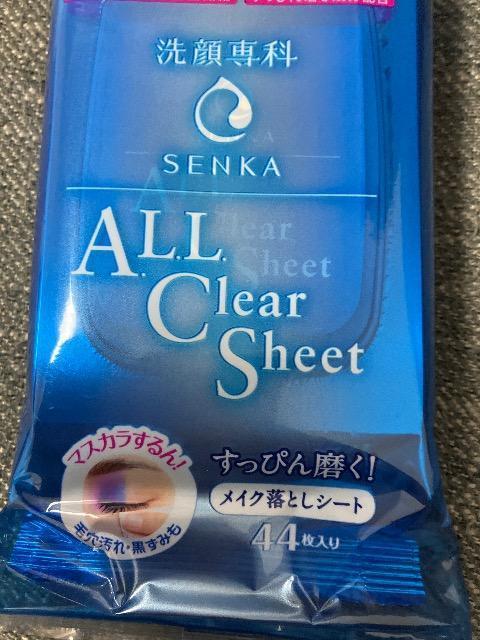 洗顔専科
SENKA
A.L.L.
Clear
Sheet
マスカラするん!
毛穴汚れ・黒ずみも
すっぴん磨く!
メイク落としシート
44枚入り